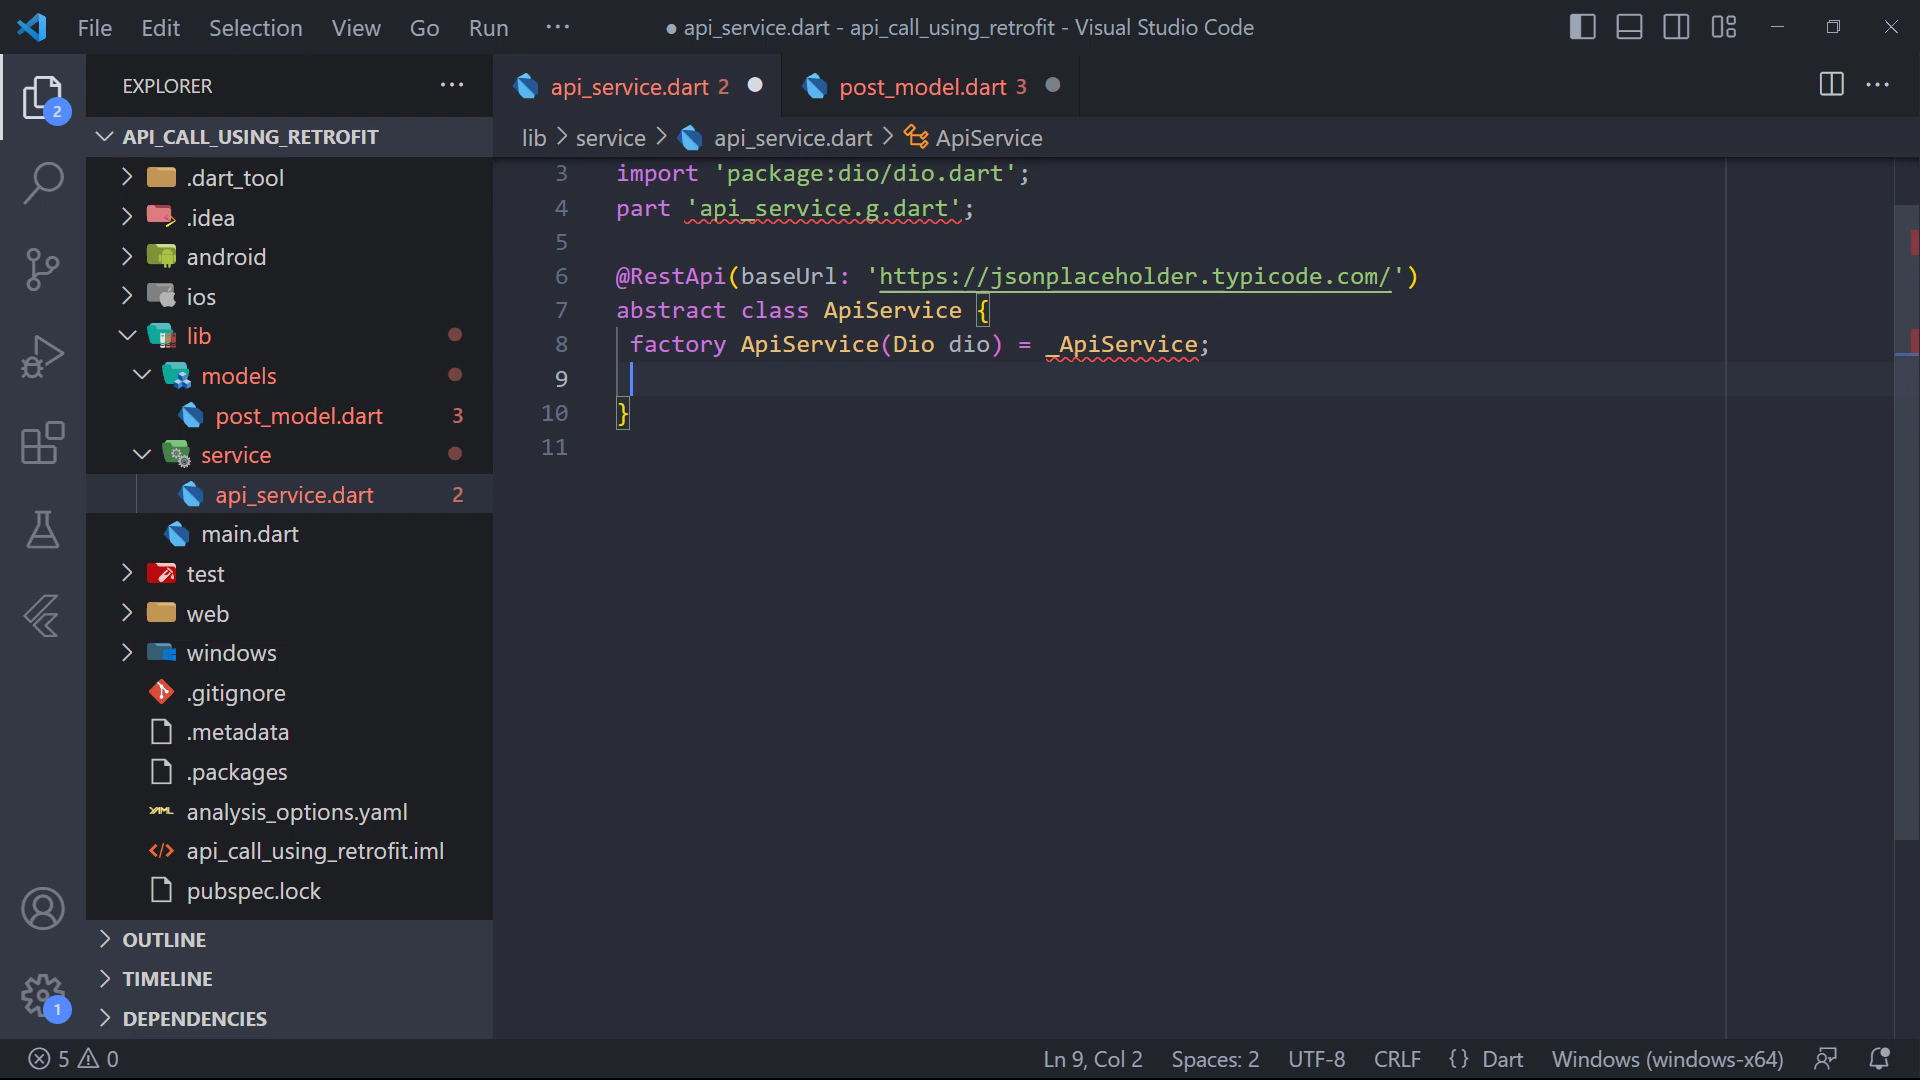 File Edit Selection View Go Run ···
● api_service.dart - api_call_using_retrofit - Visual Studio Code
EXPLORER ···
2
API_CALL_USING_RETROFIT
.dart_tool
.idea
android
ios
lib
models
post_model.dart 3
service
api_service.dart 2
main.dart
test
web
windows
.gitignore
.metadata
.packages
YAML analysis_options.yaml
</> api_call_using_retrofit.iml
pubspec.lock
OUTLINE
TIMELINE
DEPENDENCIES
1
api_service.dart 2 ●
post_model.dart 3 ●
lib > service > api_service.dart > ApiService
3 import 'package:dio/dio.dart';
4 part 'api_service.g.dart';
5
6 @RestApi(baseUrl: 'https://jsonplaceholder.typicode.com/')
7 abstract class ApiService {
8 factory ApiService(Dio dio) = _ApiService;
9
10 }
11
5 0
Ln 9, Col 2 Spaces: 2 UTF-8 CRLF {} Dart Windows (windows-x64)